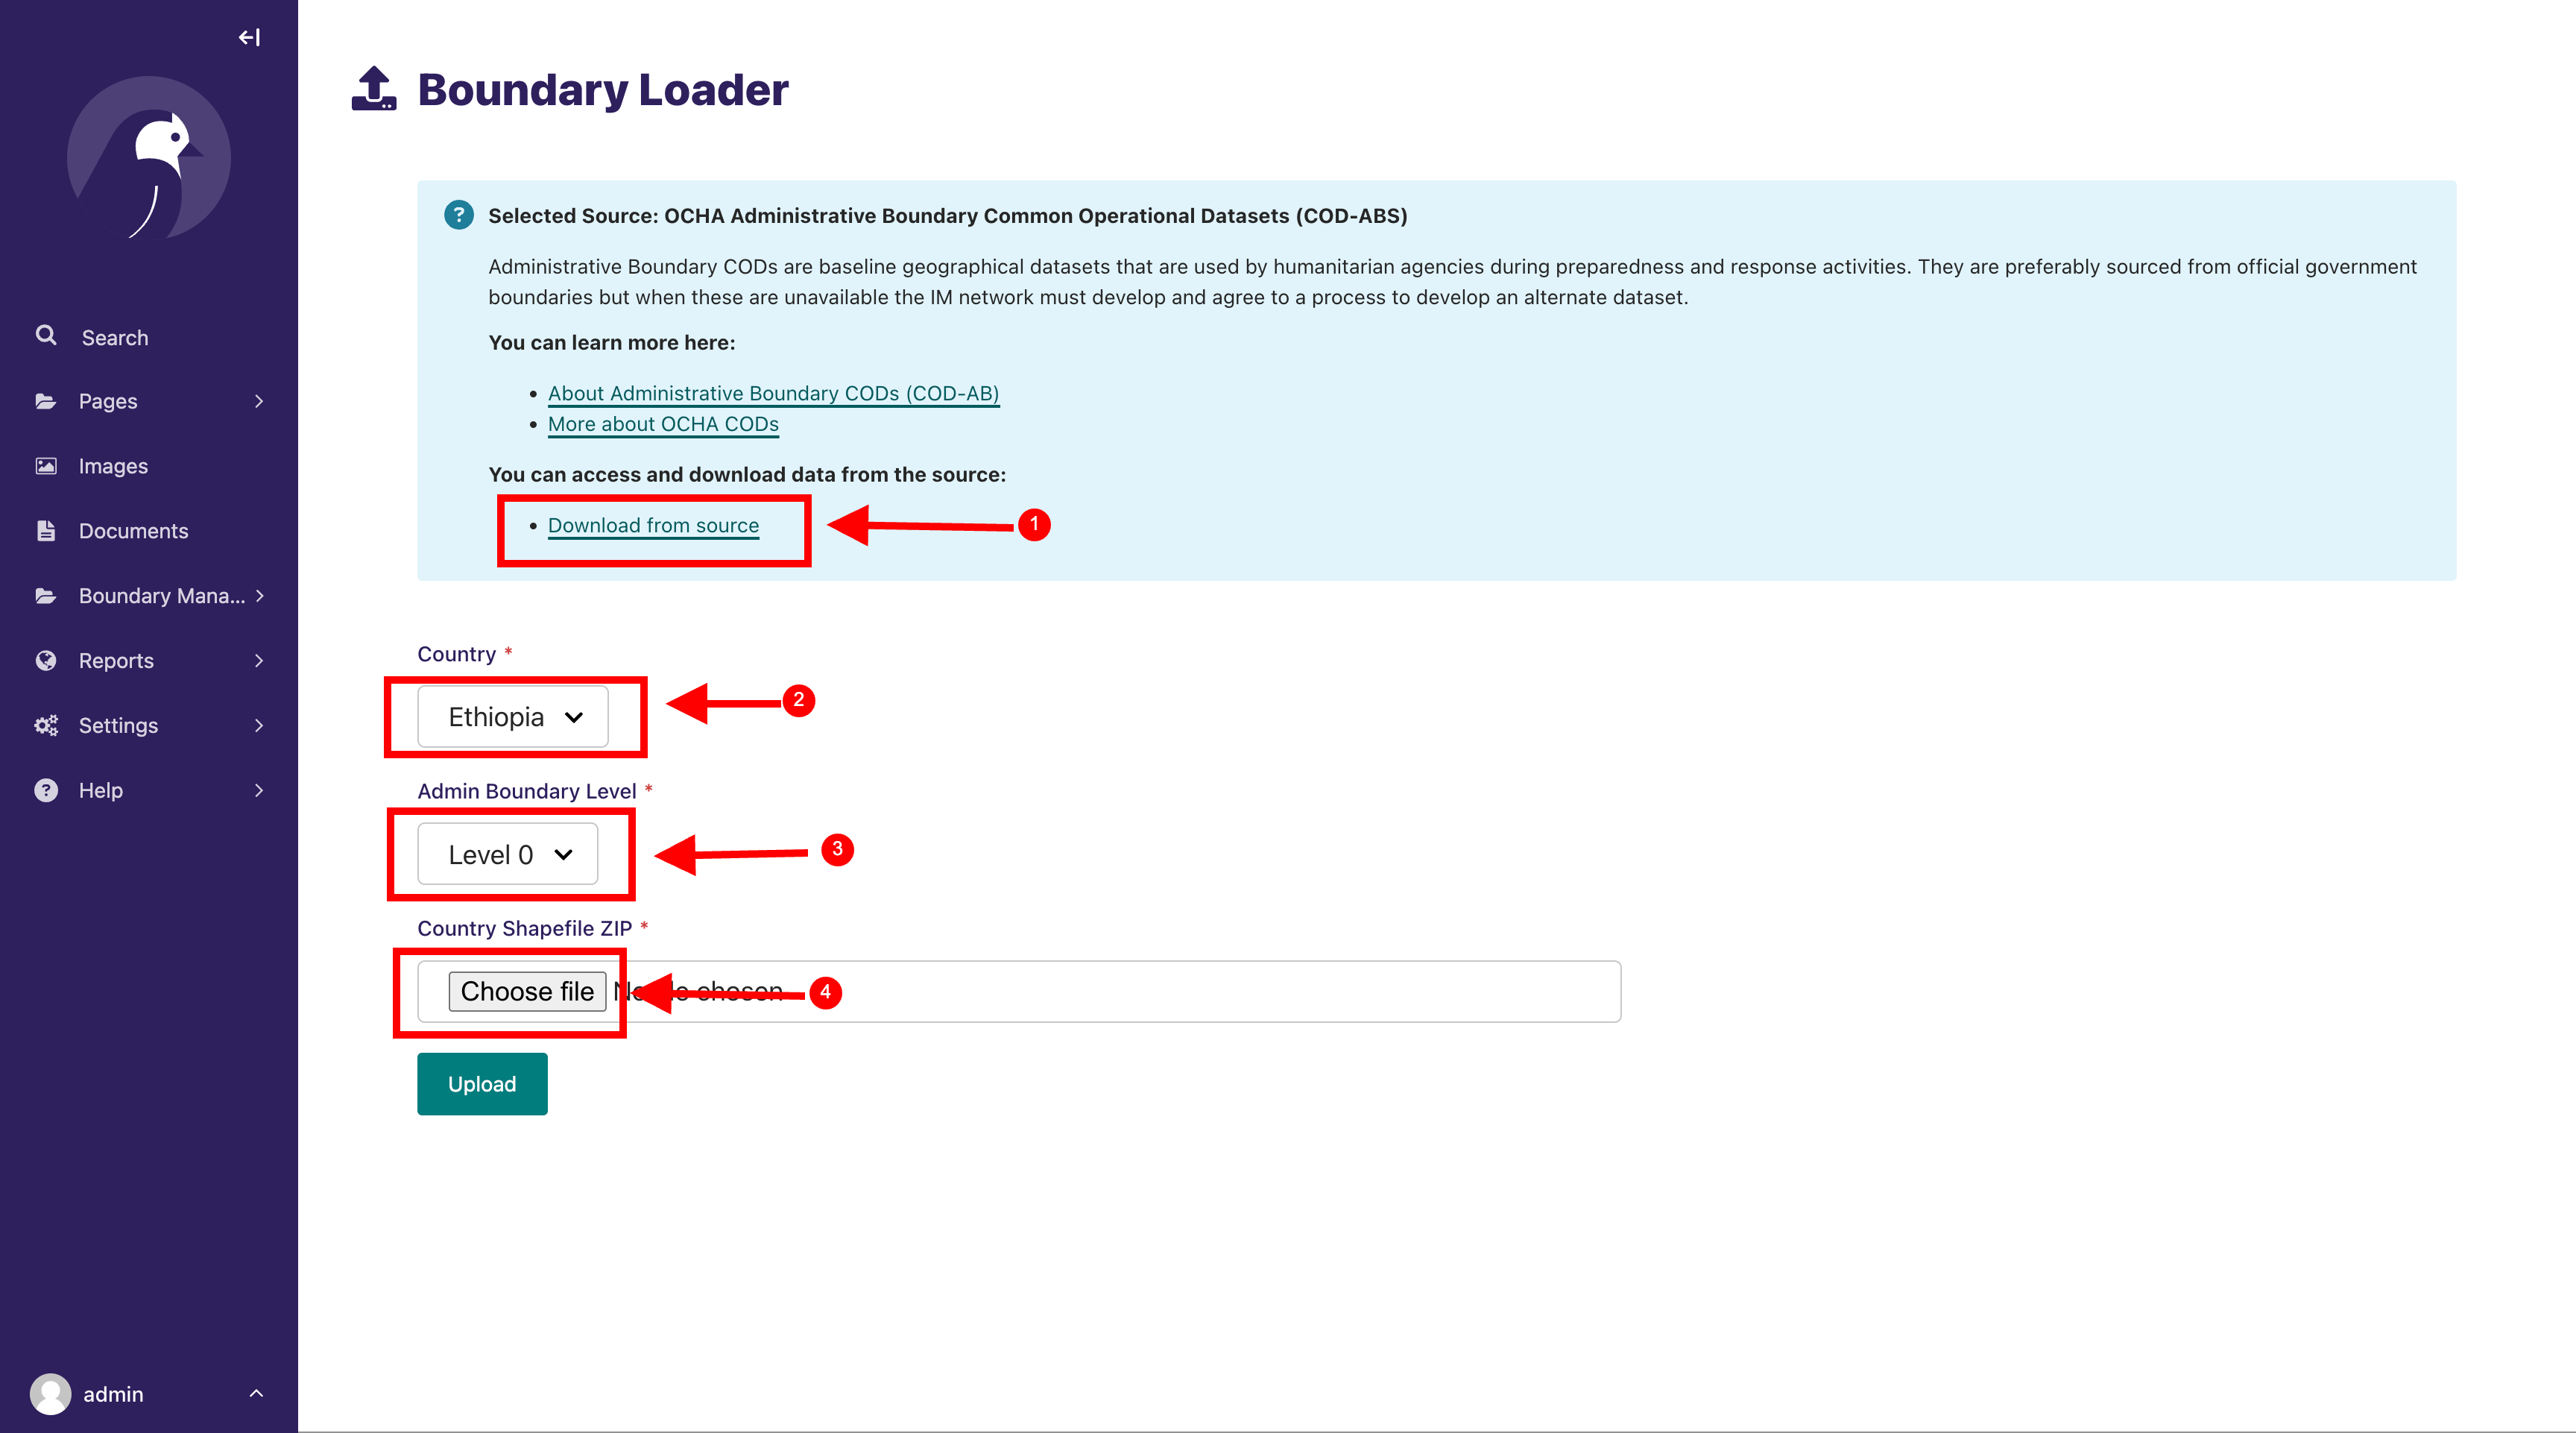 Boundary Loader
Search
Pages
Images
Documents
Boundary Mana...
Reports
Settings
Help
admin
? Selected Source: OCHA Administrative Boundary Common Operational Datasets (COD-ABS)
Administrative Boundary CODs are baseline geographical datasets that are used by humanitarian agencies during preparedness and response activities. They are preferably sourced from official government
boundaries but when these are unavailable the IM network must develop and agree to a process to develop an alternate dataset.
You can learn more here:
• About Administrative Boundary CODs (COD-AB)
• More about OCHA CODs
You can access and download data from the source:
• Download from source
1
Country *
Ethiopia
2
Admin Boundary Level *
Level 0
3
Country Shapefile ZIP *
Choose file chosen
4
Upload